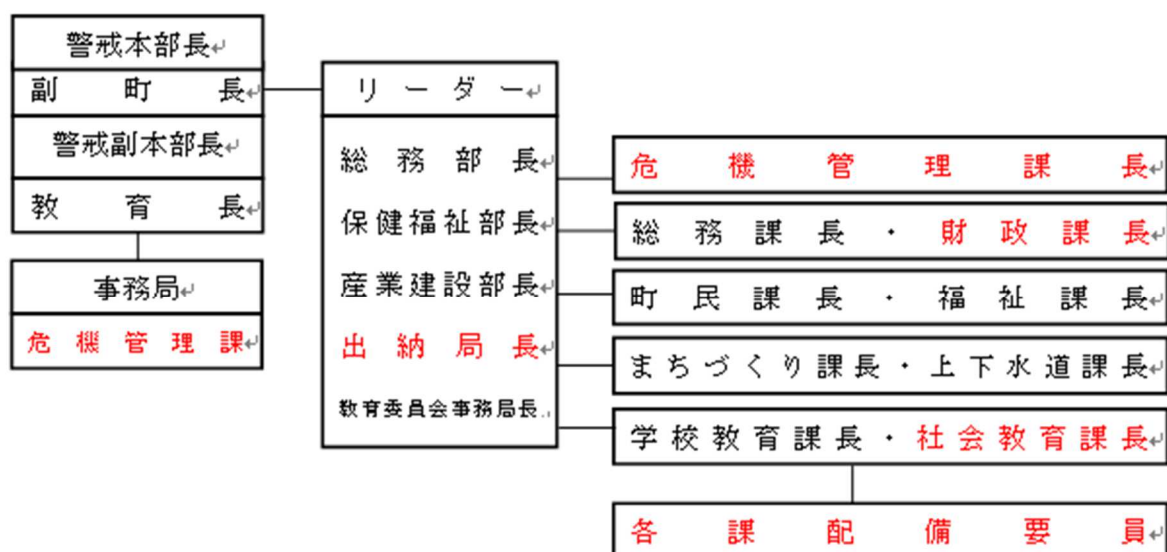 警戒本部長
副町長
警戒副本部長
教育長
事務局
危機管理課
リーダー
総務部長
保健福祉部長
産業建設部長
出納局長
教育委員会事務局長
危機管理課長
総務課長・財政課長
町民課長・福祉課長
まちづくり課長・上下水道課長
学校教育課長・社会教育課長
各課配備要員